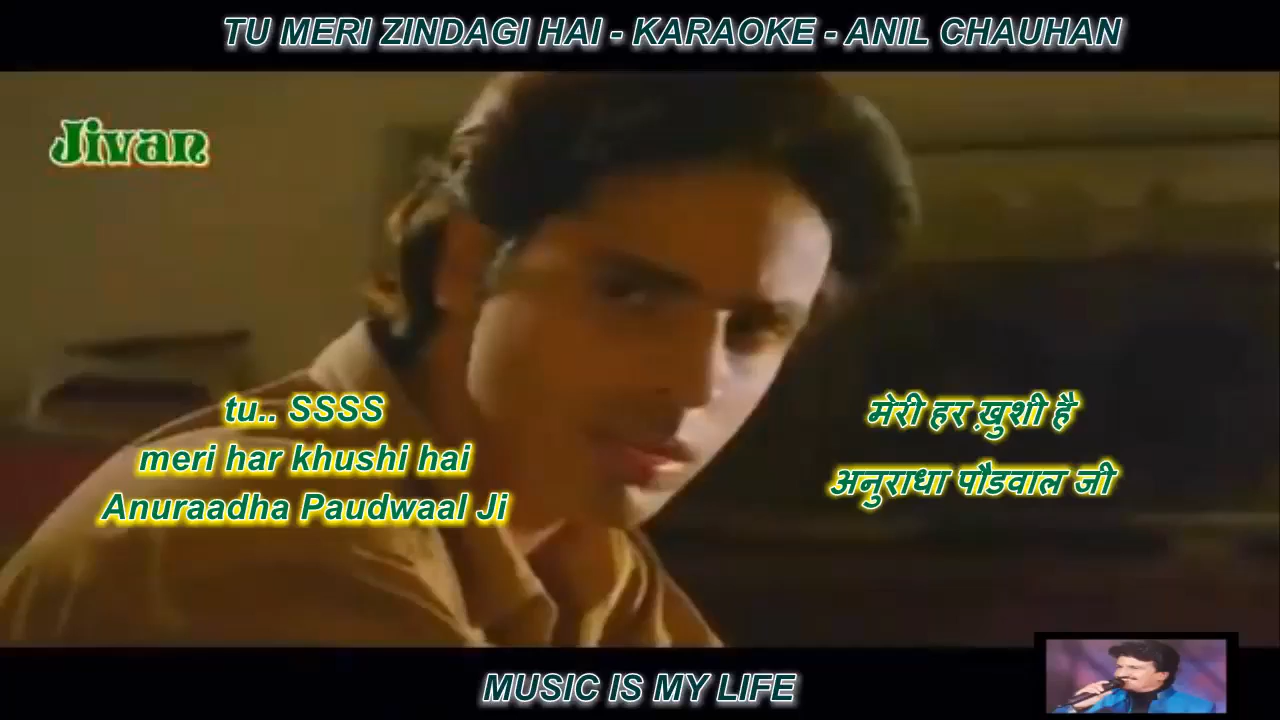 TU MERI ZINDAGI HAI - KARAOKE - ANIL CHAUHAN
Jivan
tu.. SSSS
meri har khushi hai
Anuraadha Paudwaal Ji
मेरी हर ख़ुशी है
अनुराधा पौडवाल जी
MUSIC IS MY LIFE